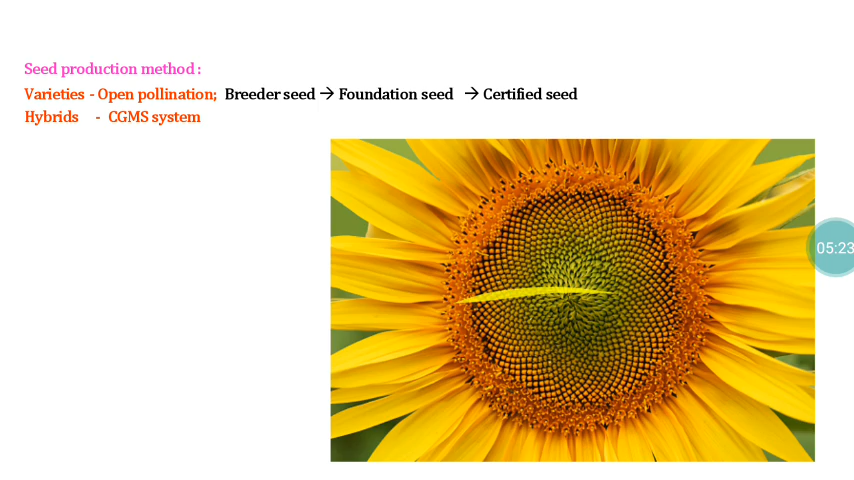 Seed production method :
Varieties - Open pollination; Breeder seed → Foundation seed → Certified seed
Hybrids - CGMS system
05:23